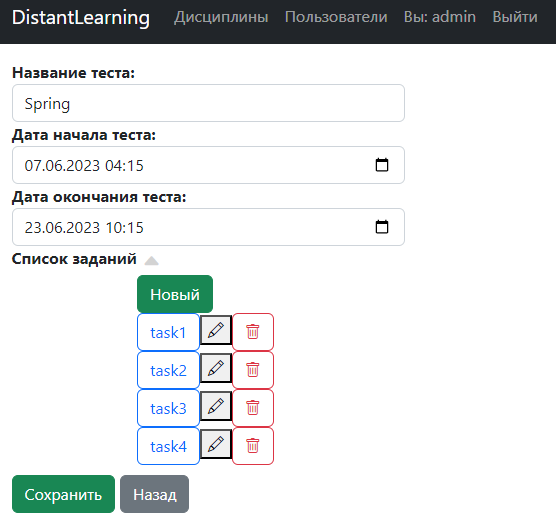 DistantLearning Дисциплины Пользователи Вы: admin Выйти
Название теста:
Spring
Дата начала теста:
07.06.2023 04:15
Дата окончания теста:
23.06.2023 10:15
Список заданий
Новый
task1
task2
task3
task4
Сохранить Назад